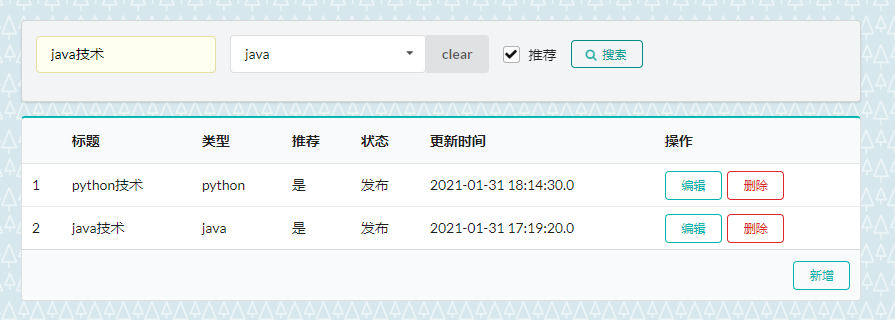 java技术 java clear 推荐 搜索
标题 类型 推荐 状态 更新时间 操作
1 python技术 python 是 发布 2021-01-31 18:14:30.0 编辑 删除
2 java技术 java 是 发布 2021-01-31 17:19:20.0 编辑 删除
新增